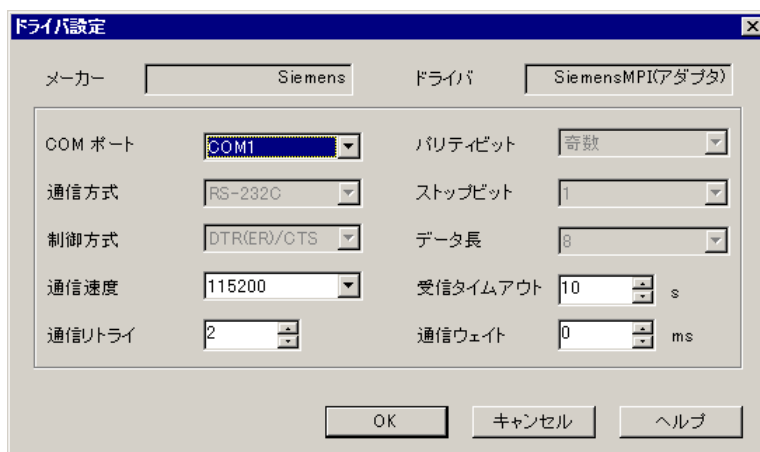 ドライバ設定
メーカー Siemens ドライバ SiemensMPI(アダプタ)
COM ポート COM1 パリティビット 奇数
通信方式 RS-232C ストップビット 1
制御方式 DTR(ER)/CTS データ長 8
通信速度 115200 受信タイムアウト 10 s
通信リトライ 2 通信ウェイト 0 ms
OK キャンセル ヘルプ